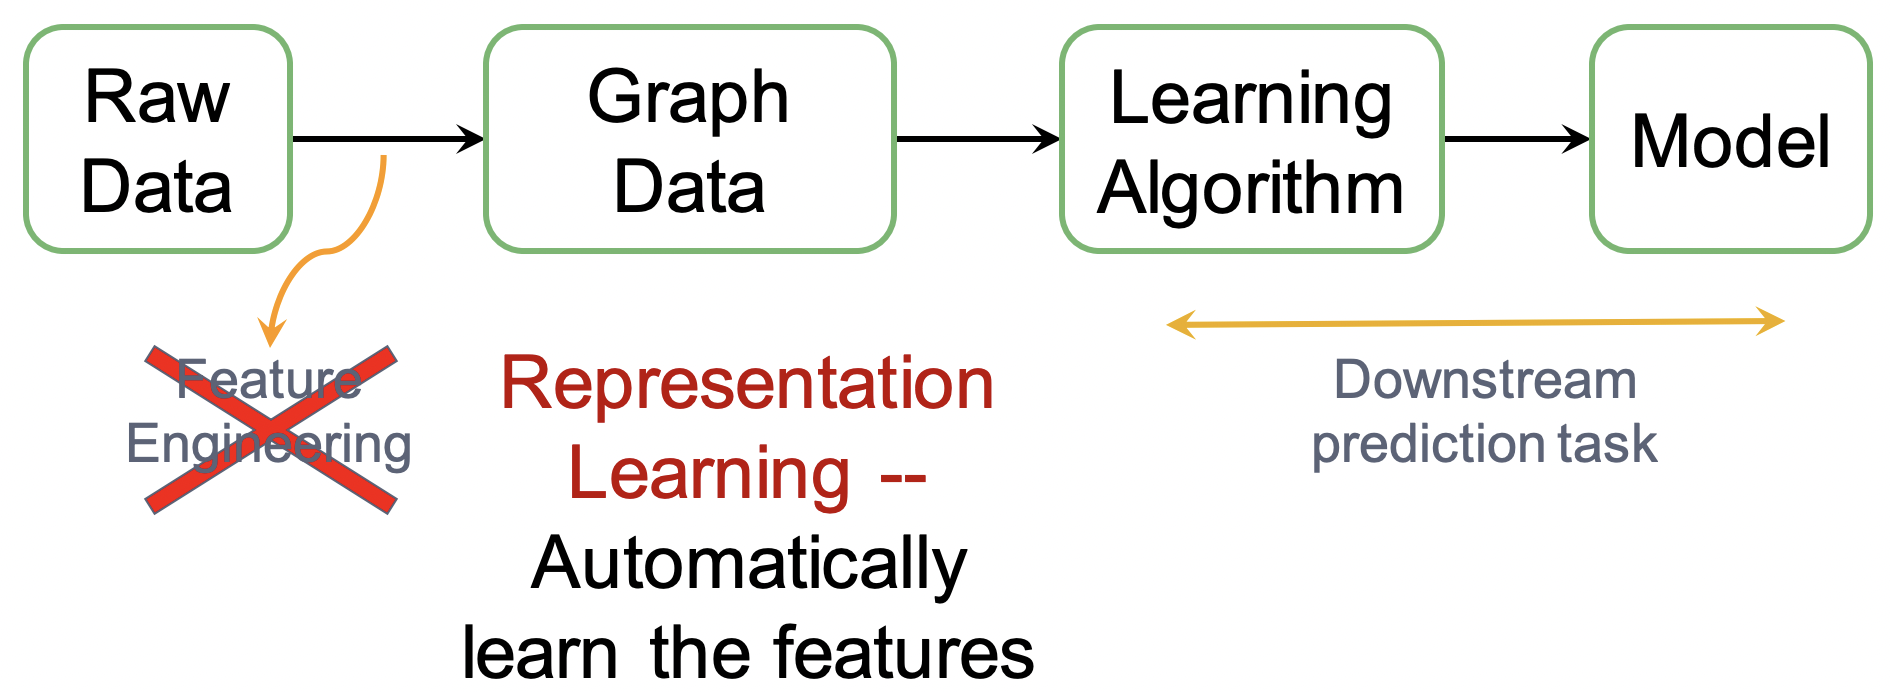 Raw
Data
Graph
Data
Learning
Algorithm
Model
Feature
Engineering
Representation
Learning --
Automatically
learn the features
Downstream
prediction task